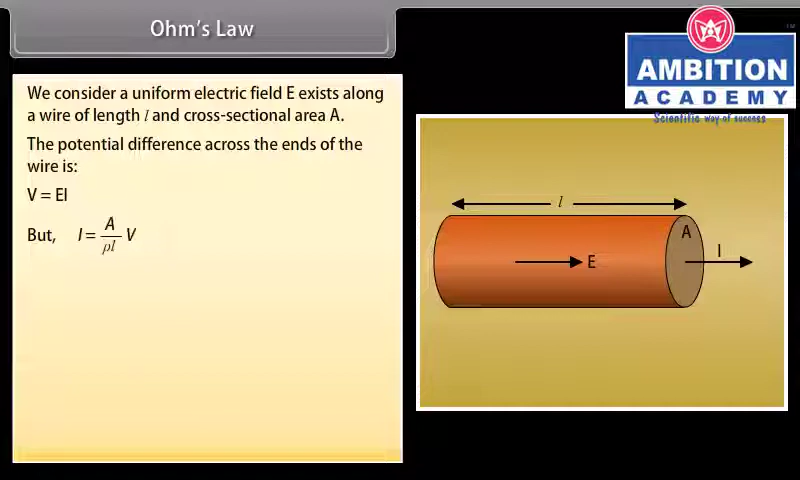 Ohm's Law
TM
AMBITION
ACADEMY
Scientific way of success
We consider a uniform electric field E exists along
a wire of length l and cross-sectional area A.
The potential difference across the ends of the
wire is:
V = El
But, I = A/ρl V
l
A
I
E